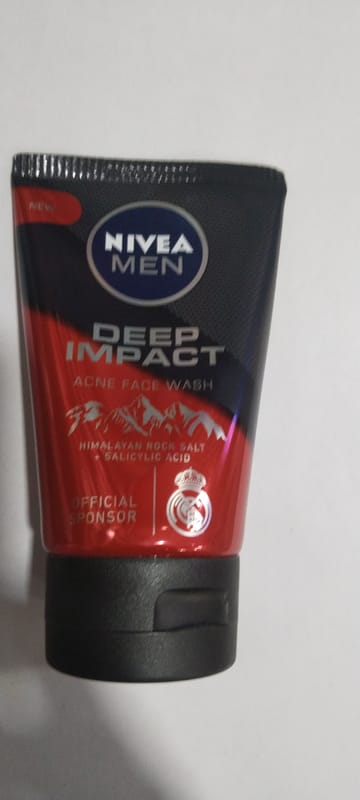 NEW
NIVEA
MEN
DEEP
IMPACT
ACNE FACE WASH
HIMALAYAN ROCK SALT
+ SALICYLIC ACID
OFFICIAL
SPONSOR